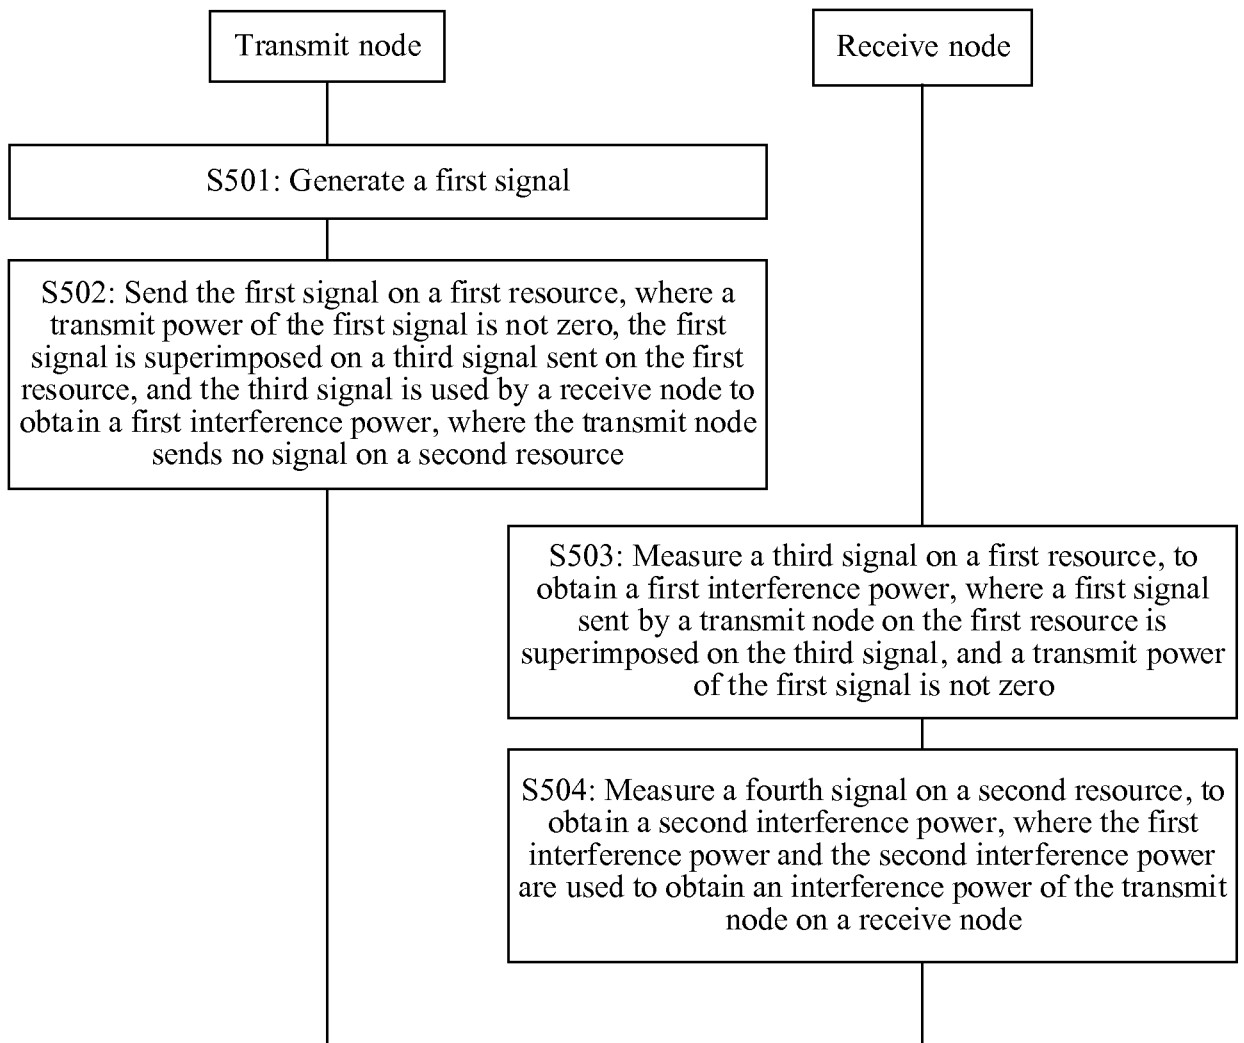 Transmit node
Receive node
S501: Generate a first signal
S502: Send the first signal on a first resource, where a
transmit power of the first signal is not zero, the first
signal is superimposed on a third signal sent on the first
resource, and the third signal is used by a receive node to
obtain a first interference power, where the transmit node
sends no signal on a second resource
S503: Measure a third signal on a first resource, to
obtain a first interference power, where a first signal
sent by a transmit node on the first resource is
superimposed on the third signal, and a transmit power
of the first signal is not zero
S504: Measure a fourth signal on a second resource, to
obtain a second interference power, where the first
interference power and the second interference power
are used to obtain an interference power of the transmit
node on a receive node